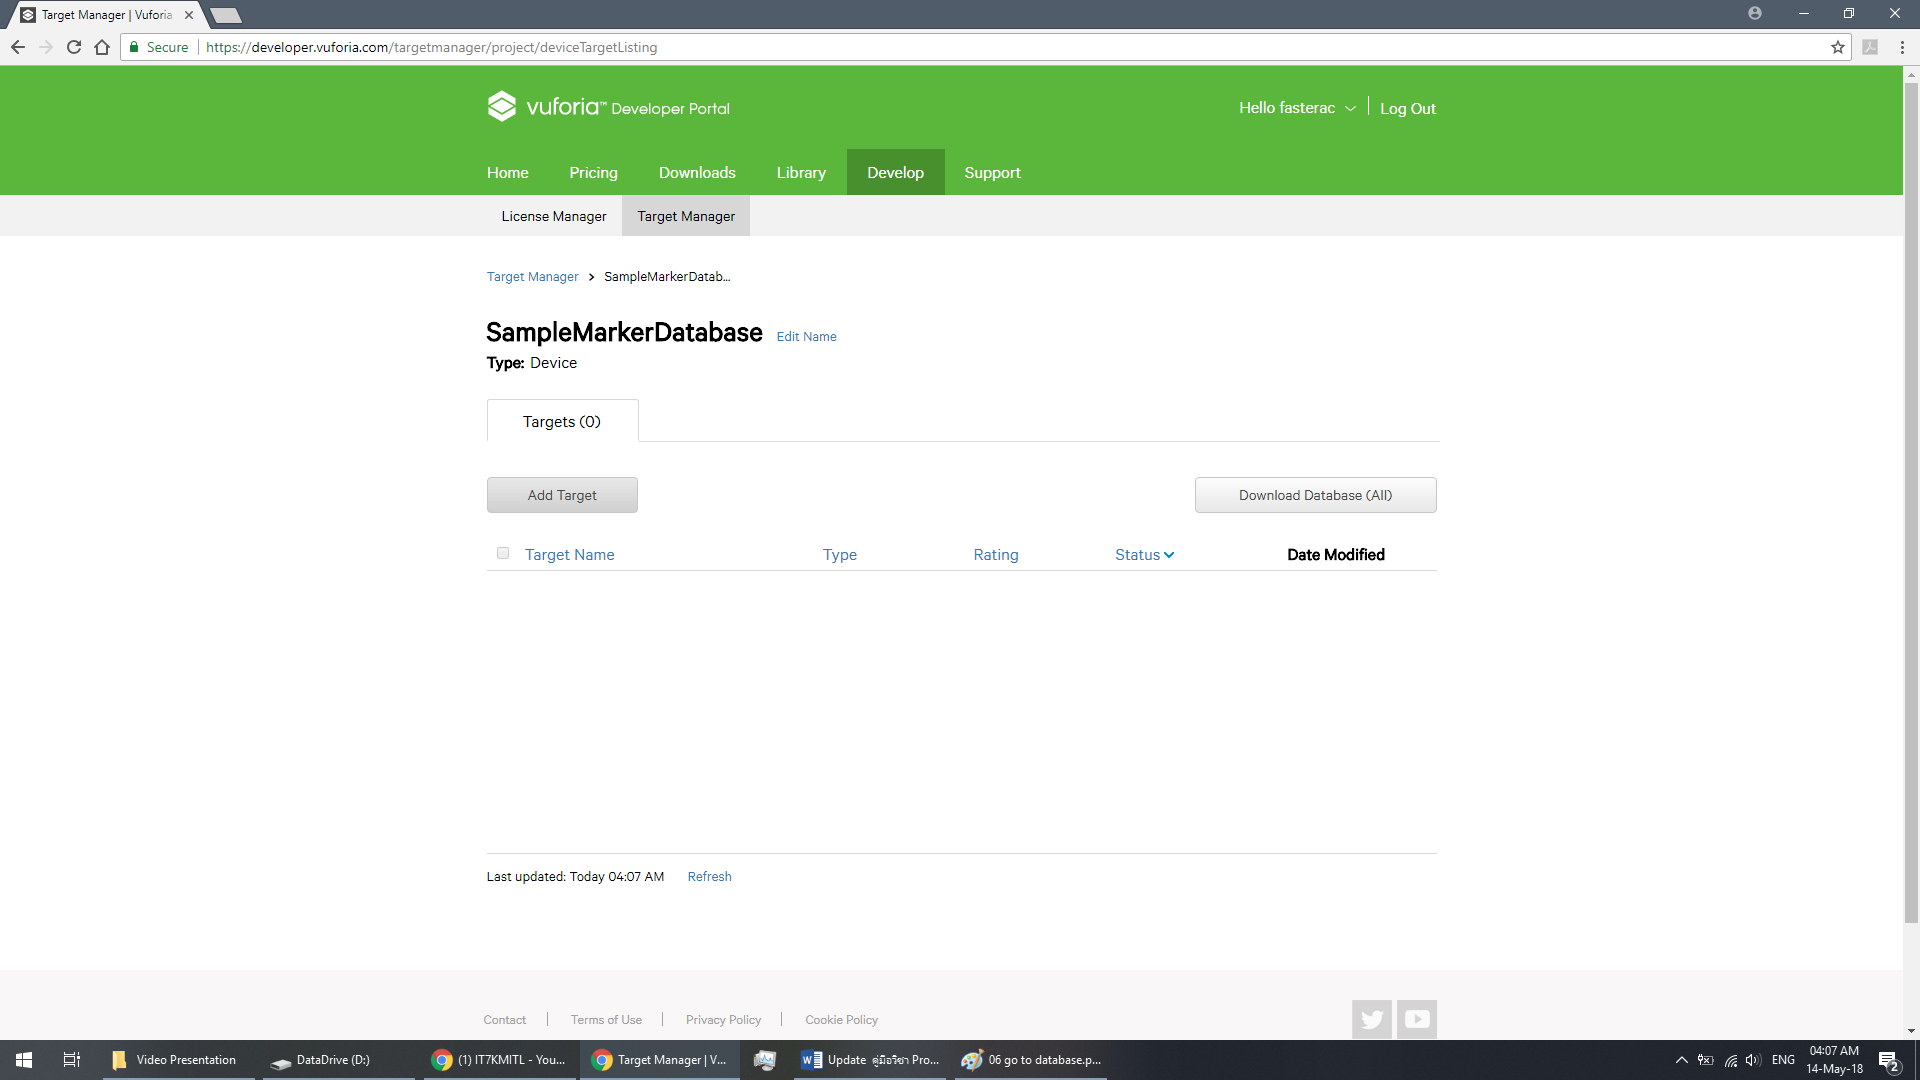 Target Manager | Vuforia
Secure https://developer.vuforia.com/targetmanager/project/deviceTargetListing
vuforia™ Developer Portal
Hello fasterac Log Out
Home Pricing Downloads Library Develop Support
License Manager Target Manager
Target Manager > SampleMarkerDatab...
SampleMarkerDatabase Edit Name
Type: Device
Targets (0)
Add Target Download Database (All)
Target Name Type Rating Status Date Modified
Last updated: Today 04:07 AM Refresh
Contact Terms of Use Privacy Policy Cookie Policy
Video Presentation DataDrive (D:) (1) IT7KMITL - You... Target Manager | V... Update คู่มือวิชา Pro... 06 go to database.p... ENG 04:07 AM
14-May-18 2